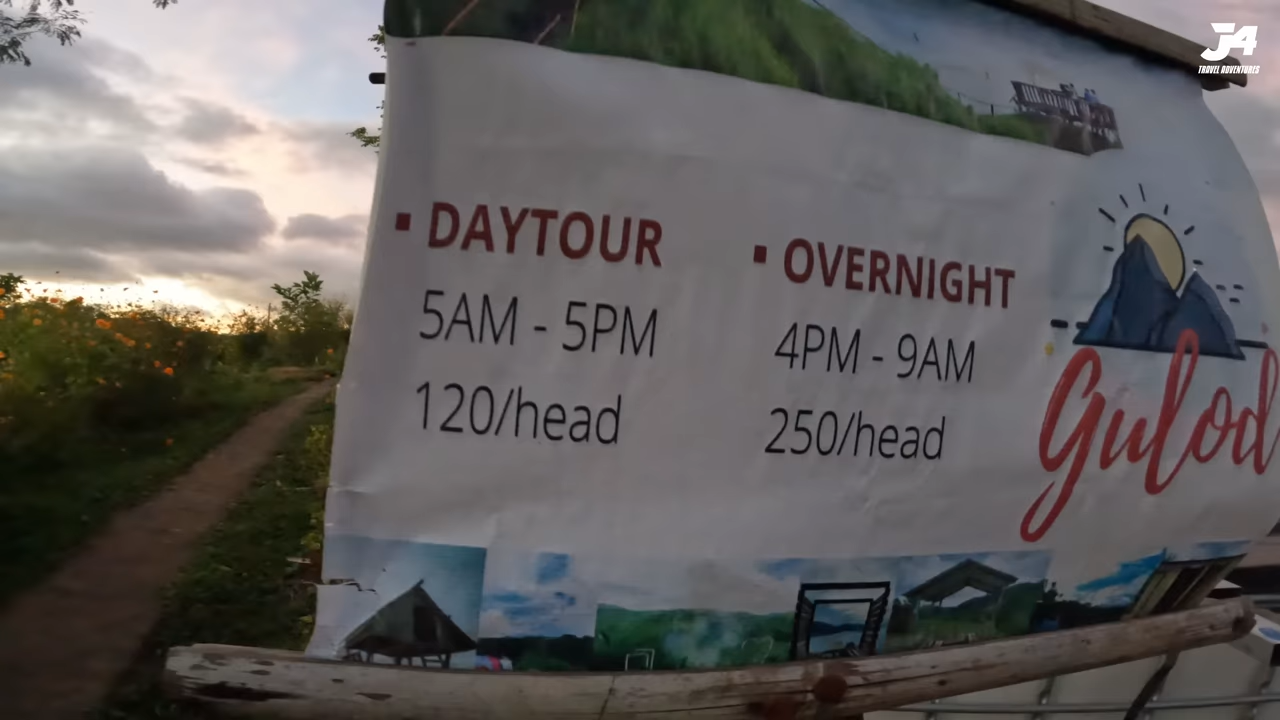 J4
TRAVEL ADVENTURES
▪ DAYTOUR
5AM - 5PM
120/head
▪ OVERNIGHT
4PM - 9AM
250/head
Gulod